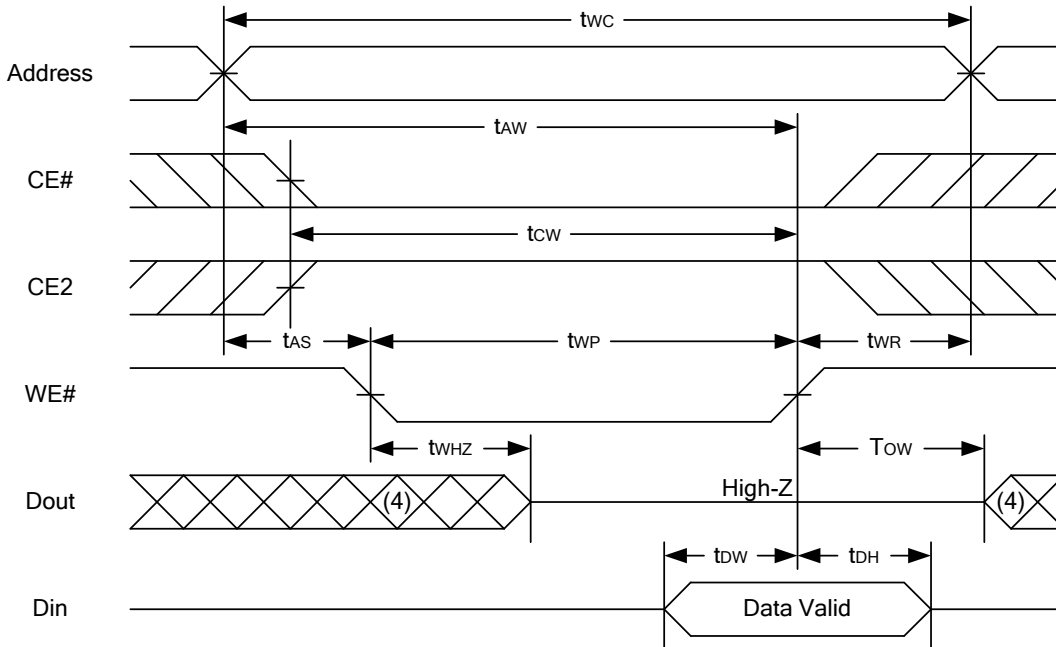 tWC
Address
tAW
CE#
tCW
CE2
tAS tWP tWR
WE#
tWHZ TOW
High-Z
Dout (4) (4)
tDW tDH
Din Data Valid